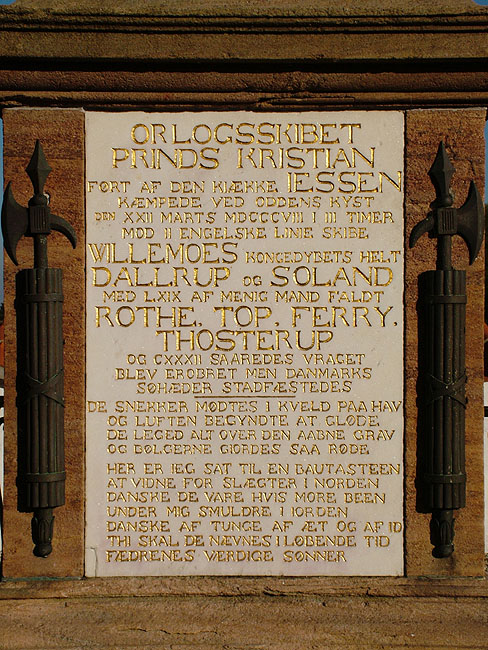 ORLOGSSKIBET
PRINDS KRISTIAN
FØRT AF DEN KIÆKKE IESSEN
KÆMPEDE VED ODDENS KYST
DEN XXII MARTS MDCCCVIII I III TIMER
MOD II ENGELSKE LINIE SKIBE
WILLEMOES KONGEDYBETS HELT
DALLRUP OG SØLAND
MED LXIX AF MENIG MAND FALDT
ROTHE. TOP. FERRY.
THOSTERUP
OG CXXXII SAAREDES VRAGET
BLEV EROBRET MEN DANMARKS
SØHÆDER STADFÆSTEDES
DE SNEKKER MØDTES I KVELD PAA HAV
OG LUFTEN BEGYNDTE AT GLØDE
DE LEGED ALT OVER DEN AABNE GRAV
OG BØLGERNE GIORDES SAA RØDE
HER ER IEG SAT TIL EN BAUTASTEEN
AT VIDNE FOR SLÆGTER I NORDEN
DANSKE DE VARE HVIS MORE BEEN
UNDER MIG SMULDRE I IORDEN
DANSKE AF TUNGE AF ÆT OG AF ID
THI SKAL DE NÆVNES I LØBENDE TID
FÆDRENES VÆRDIGE SØNNER